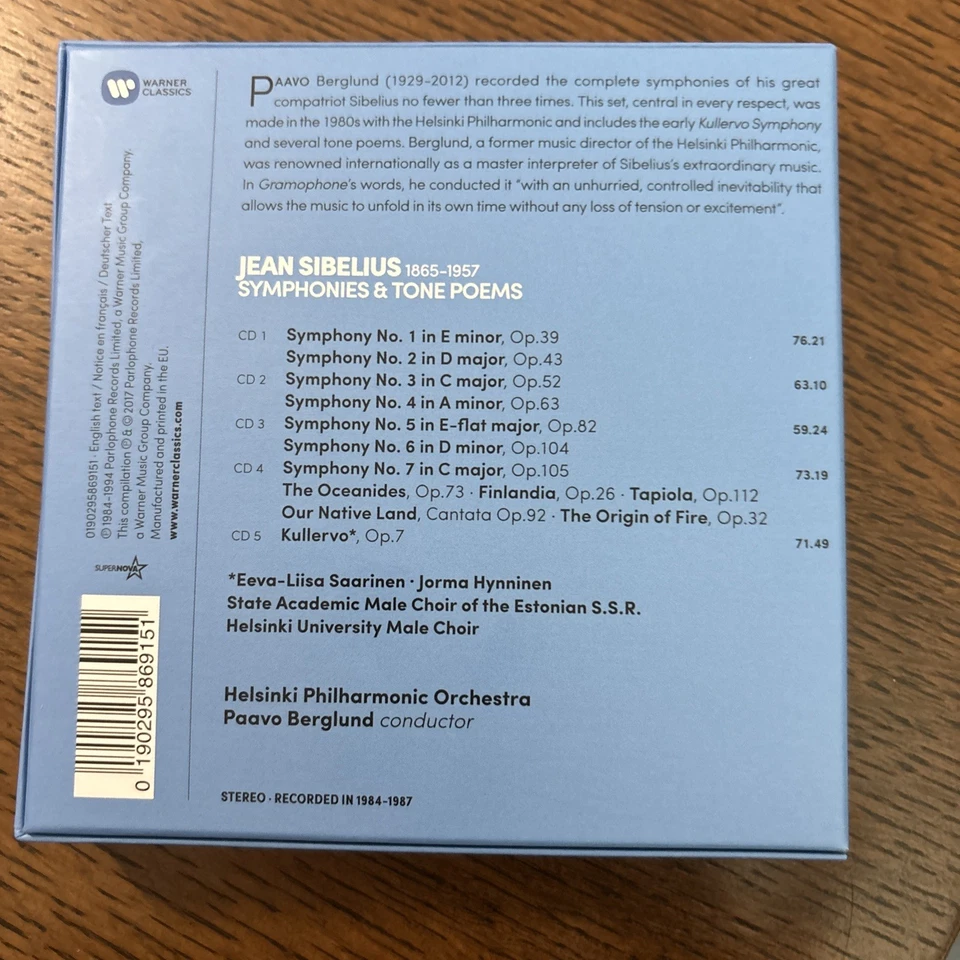 WARNER
CLASSICS
PAAVO Berglund (1929–2012) recorded the complete symphonies of his great
compatriot Sibelius no fewer than three times. This set, central in every respect, was
made in the 1980s with the Helsinki Philharmonic and includes the early Kullervo Symphony
and several tone poems. Berglund, a former music director of the Helsinki Philharmonic,
was renowned internationally as a master interpreter of Sibelius's extraordinary music.
In Gramophone's words, he conducted it "with an unhurried, controlled inevitability that
allows the music to unfold in its own time without any loss of tension or excitement".
JEAN SIBELIUS 1865–1957
SYMPHONIES & TONE POEMS
CD 1 Symphony No. 1 in E minor, Op.39 76.21
Symphony No. 2 in D major, Op.43
CD 2 Symphony No. 3 in C major, Op.52 63.10
Symphony No. 4 in A minor, Op.63
CD 3 Symphony No. 5 in E-flat major, Op.82 59.24
Symphony No. 6 in D minor, Op.104
CD 4 Symphony No. 7 in C major, Op.105 73.19
The Oceanides, Op.73 · Finlandia, Op.26 · Tapiola, Op.112
Our Native Land, Cantata Op.92 · The Origin of Fire, Op.32
CD 5 Kullervo*, Op.7 71.49
*Eeva-Liisa Saarinen · Jorma Hynninen
State Academic Male Choir of the Estonian S.S.R.
Helsinki University Male Choir
Helsinki Philharmonic Orchestra
Paavo Berglund conductor
STEREO · RECORDED IN 1984-1987
0190295869151 · English text / Notice en français / Deutscher Text
℗ 1984-1994 Parlophone Records Limited, a Warner Music Group Company.
This compilation ℗ & © 2017 Parlophone Records Limited,
a Warner Music Group Company.
Manufactured and printed in the EU.
www.warnerclassics.com
SUPERNOVA
0 190295 869151